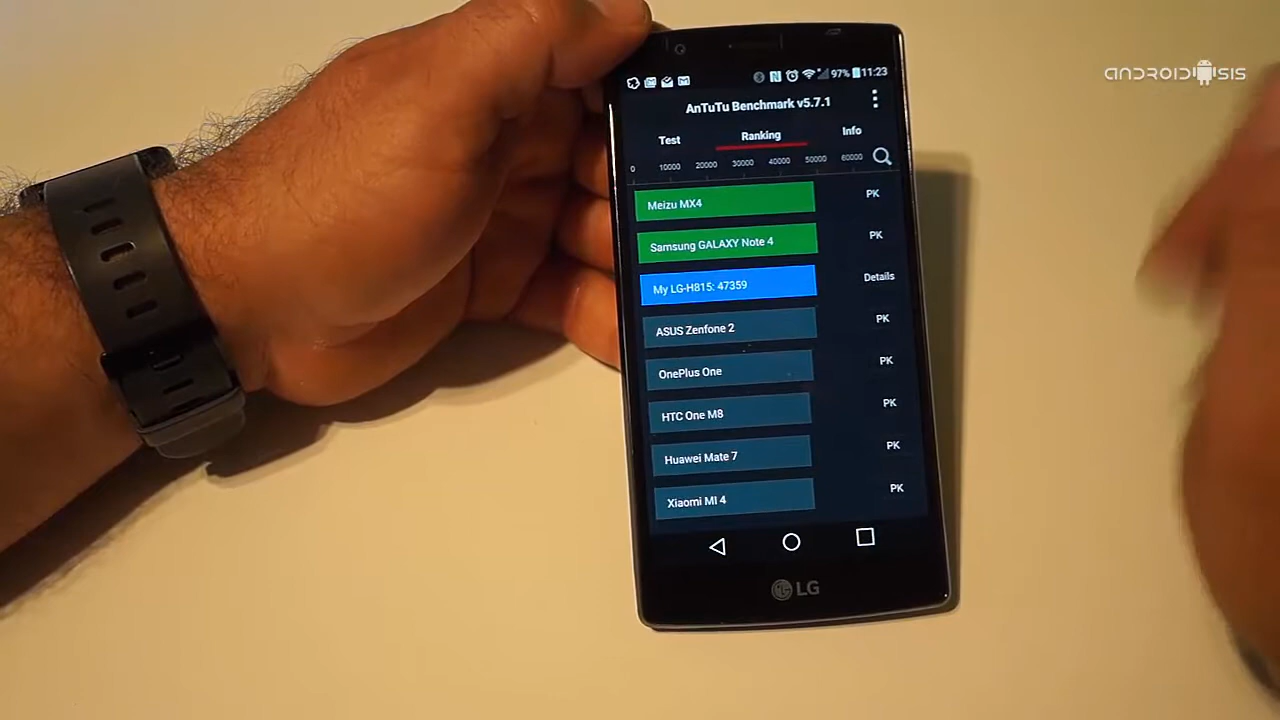 ANDROIDSIS
97% 11:23
AnTuTu Benchmark v5.7.1
Test Ranking Info
0 10000 20000 30000 40000 50000 60000
Meizu MX4 PK
Samsung GALAXY Note 4 PK
My LG-H815: 47359 Details
ASUS Zenfone 2 PK
OnePlus One PK
HTC One M8 PK
Huawei Mate 7 PK
Xiaomi MI 4 PK
LG